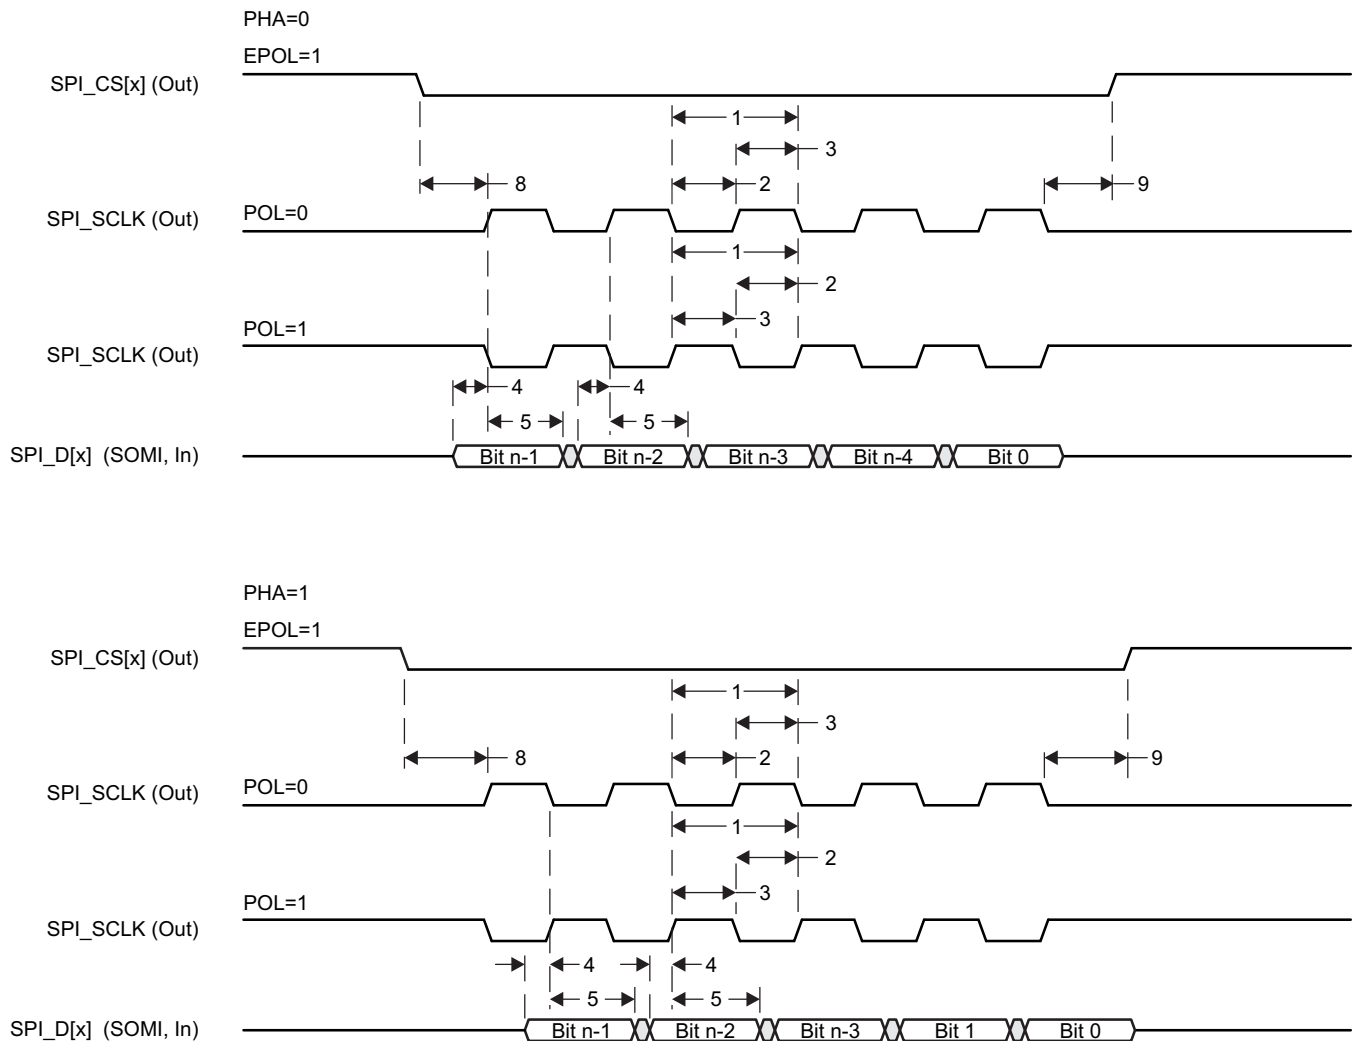 PHA=0
EPOL=1
SPI_CS[x] (Out)
1
3
8
2
9
POL=0
SPI_SCLK (Out)
1
2
3
POL=1
SPI_SCLK (Out)
4
4
5
5
SPI_D[x] (SOMI, In)
Bit n-1
Bit n-2
Bit n-3
Bit n-4
Bit 0
PHA=1
EPOL=1
SPI_CS[x] (Out)
1
3
8
2
9
POL=0
SPI_SCLK (Out)
1
2
3
POL=1
SPI_SCLK (Out)
4
4
5
5
SPI_D[x] (SOMI, In)
Bit n-1
Bit n-2
Bit n-3
Bit 1
Bit 0